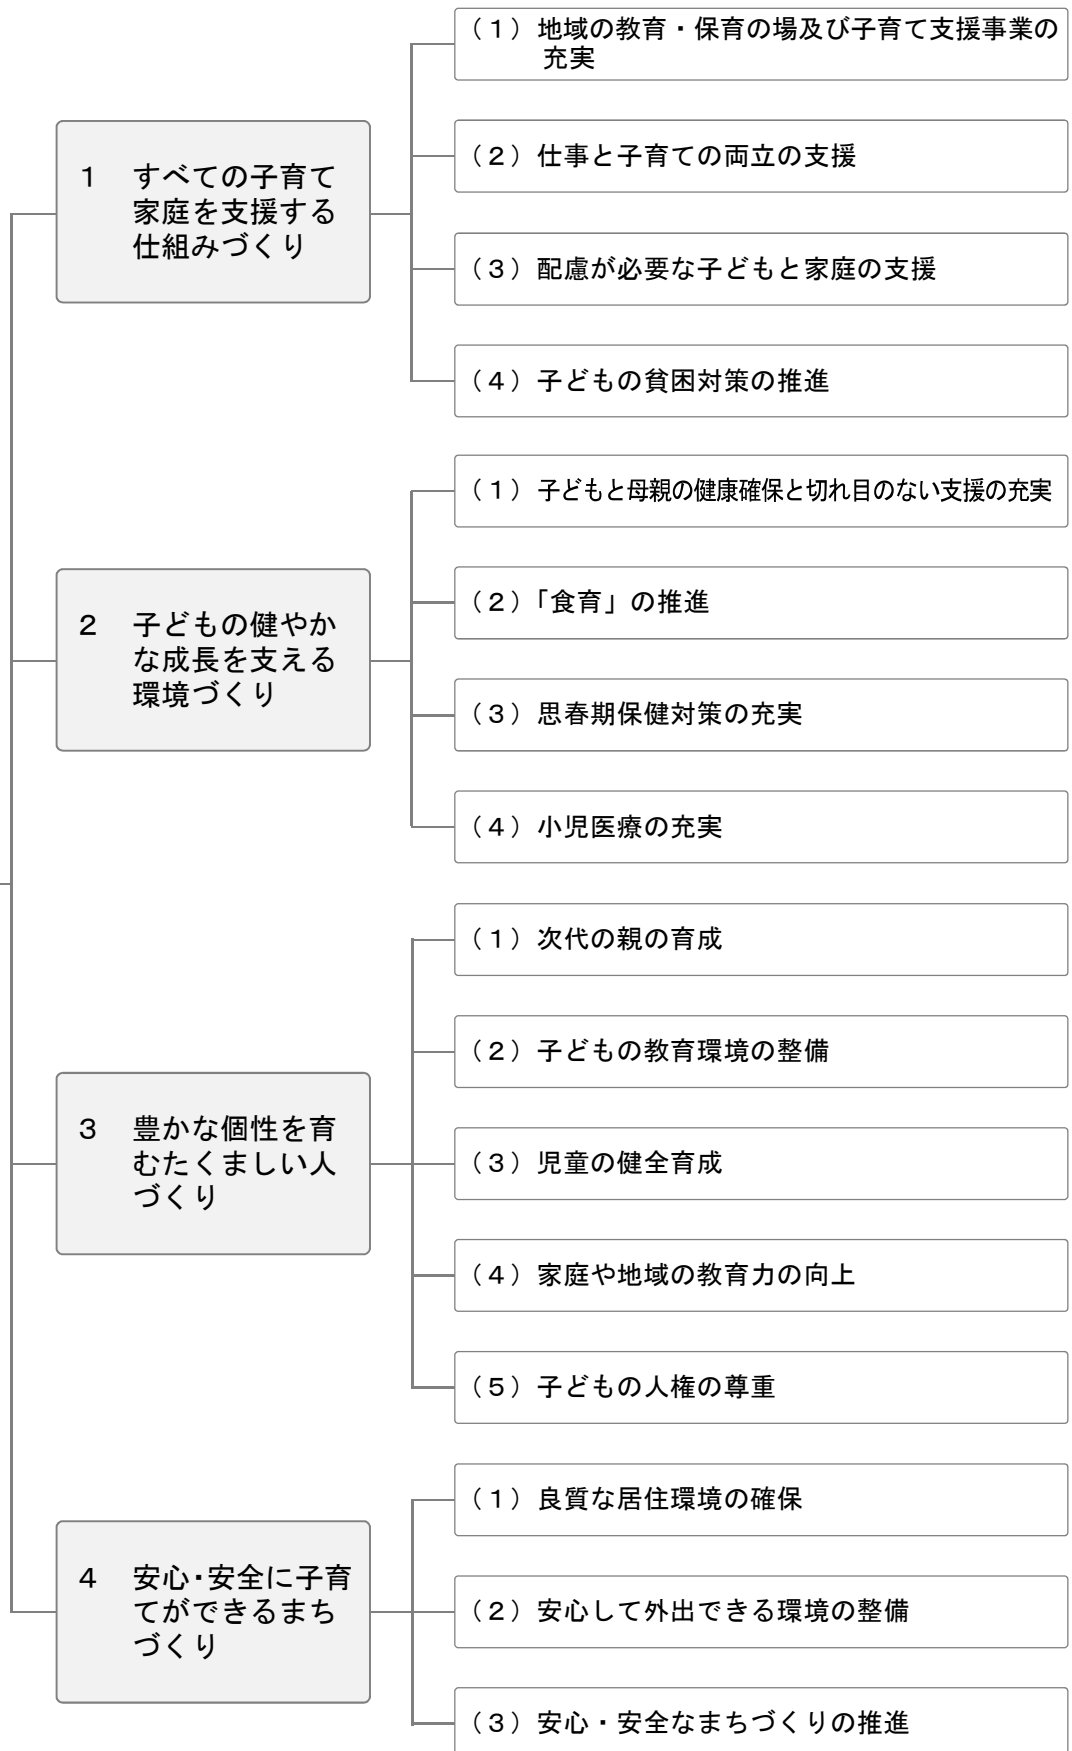 １　すべての子育て
家庭を支援する
仕組みづくり
（１）地域の教育・保育の場及び子育て支援事業の
充実
（２）仕事と子育ての両立の支援
（３）配慮が必要な子どもと家庭の支援
（４）子どもの貧困対策の推進
２　子どもの健やか
な成長を支える
環境づくり
（１）子どもと母親の健康確保と切れ目のない支援の充実
（２）「食育」の推進
（３）思春期保健対策の充実
（４）小児医療の充実
３　豊かな個性を育
むたくましい人
づくり
（１）次代の親の育成
（２）子どもの教育環境の整備
（３）児童の健全育成
（４）家庭や地域の教育力の向上
（５）子どもの人権の尊重
４　安心・安全に子育
てができるまち
づくり
（１）良質な居住環境の確保
（２）安心して外出できる環境の整備
（３）安心・安全なまちづくりの推進